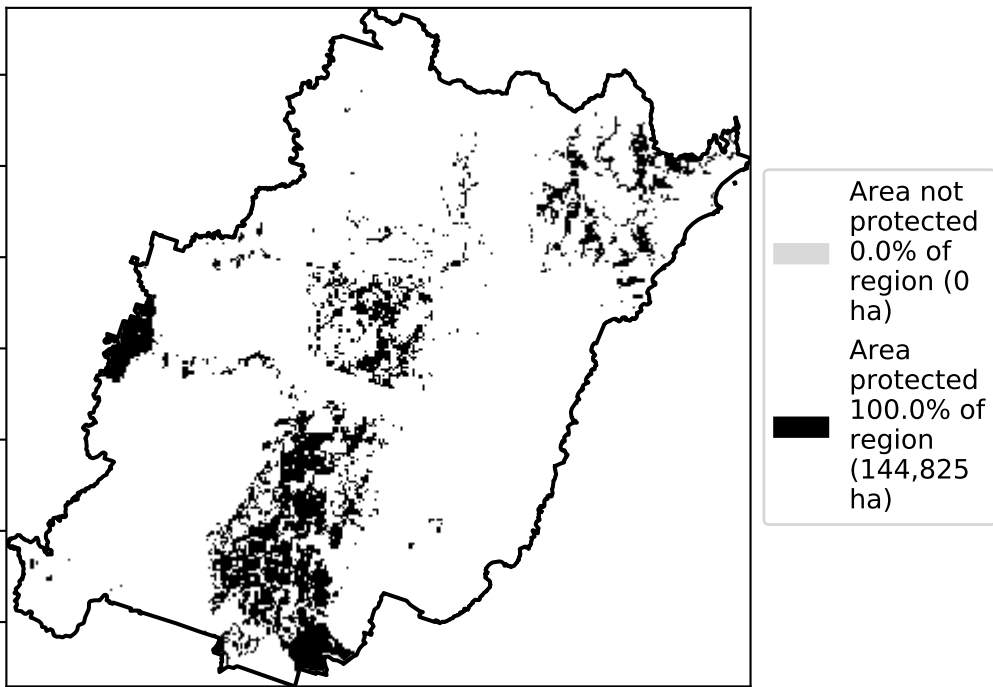 Area not
protected
0.0% of
region (0
ha)
Area
protected
100.0% of
region
(144,825
ha)